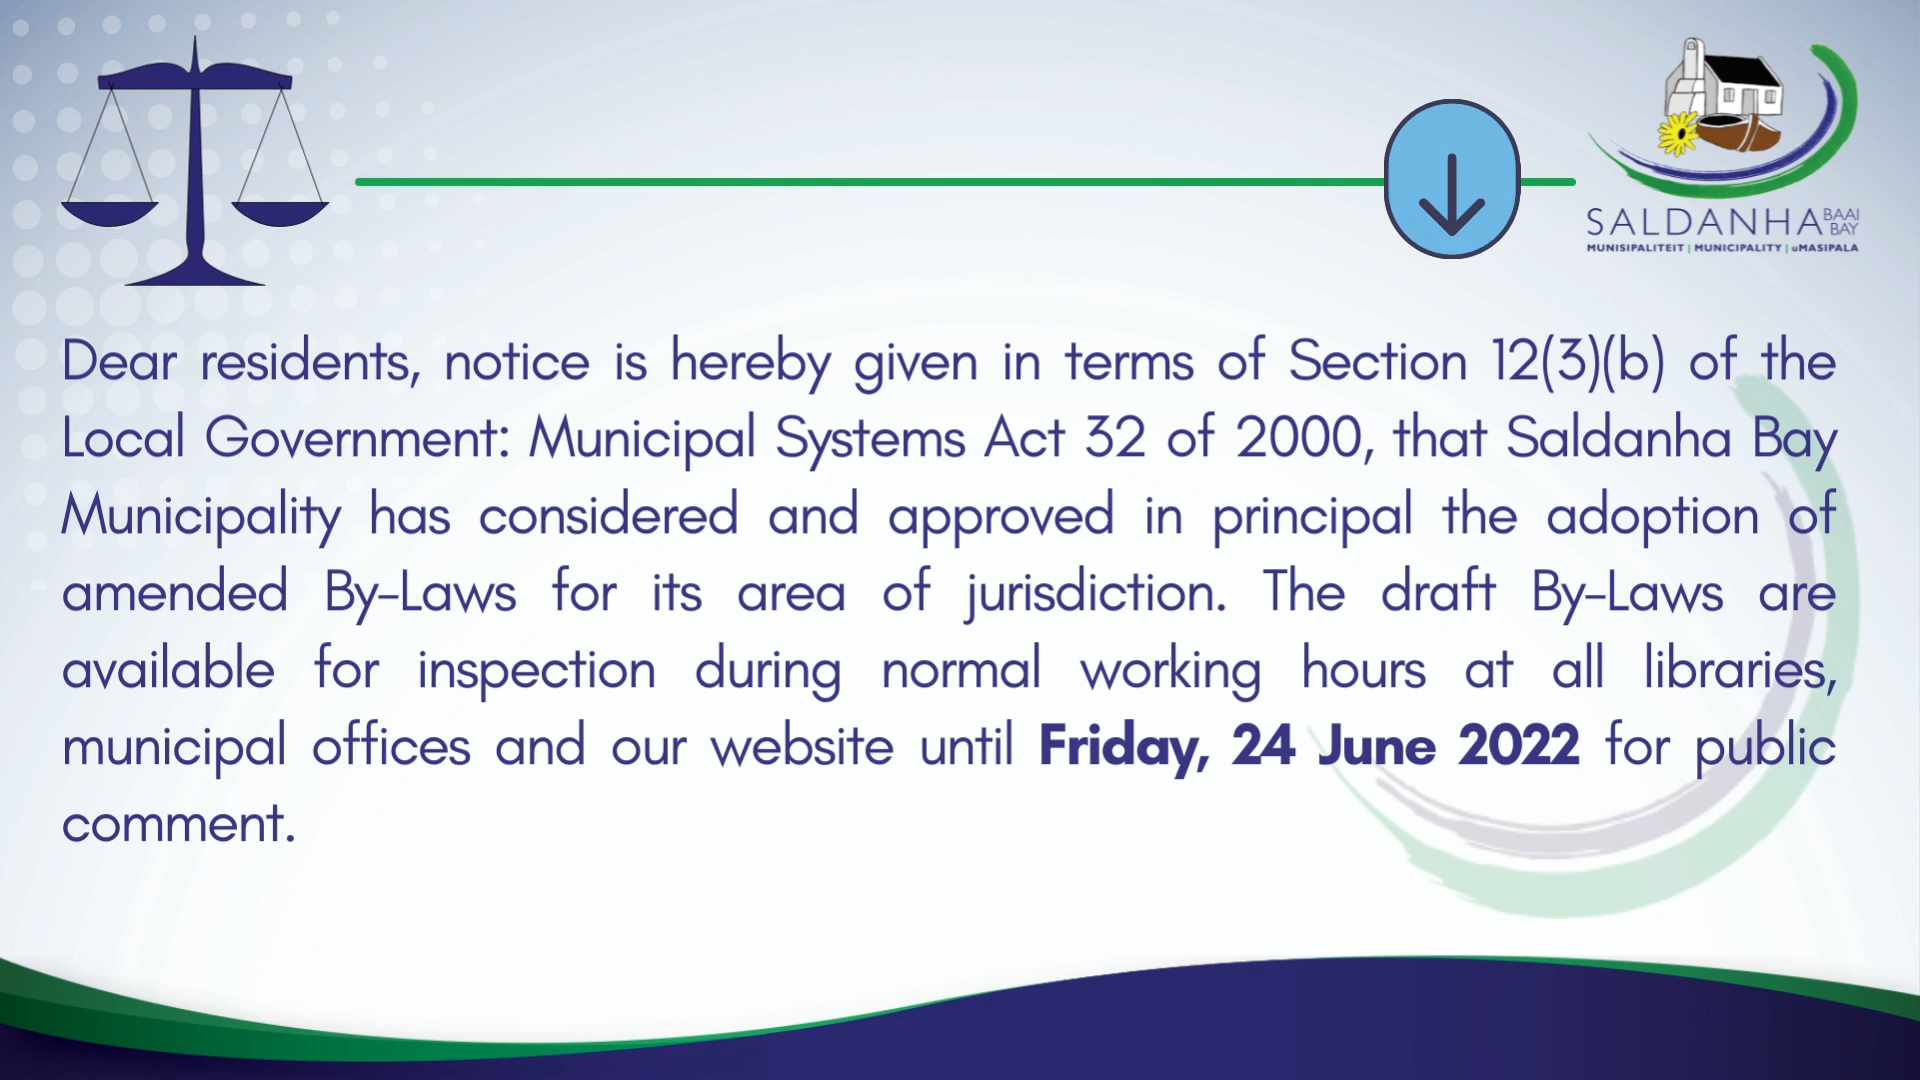 SALDANHA BAAI BAY
MUNISIPALITEIT | MUNICIPALITY | uMASIPALA
Dear residents, notice is hereby given in terms of Section 12(3)(b) of the
Local Government: Municipal Systems Act 32 of 2000, that Saldanha Bay
Municipality has considered and approved in principal the adoption of
amended By-Laws for its area of jurisdiction. The draft By-Laws are
available for inspection during normal working hours at all libraries,
municipal offices and our website until Friday, 24 June 2022 for public
comment.